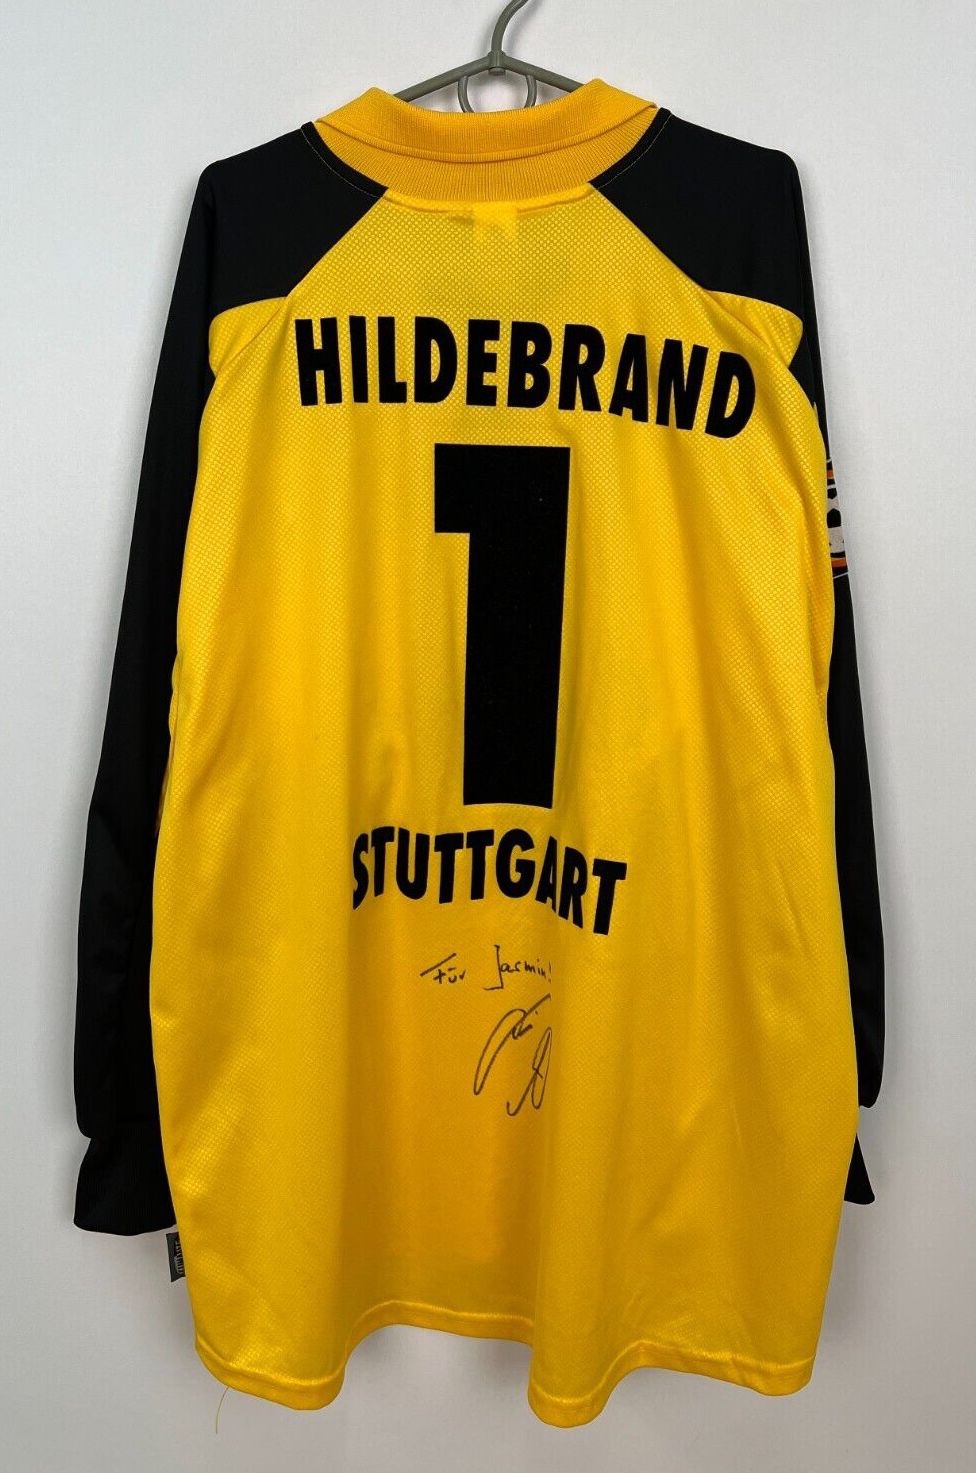 HILDEBRAND
1
STUTTGART
Für Jasmin!